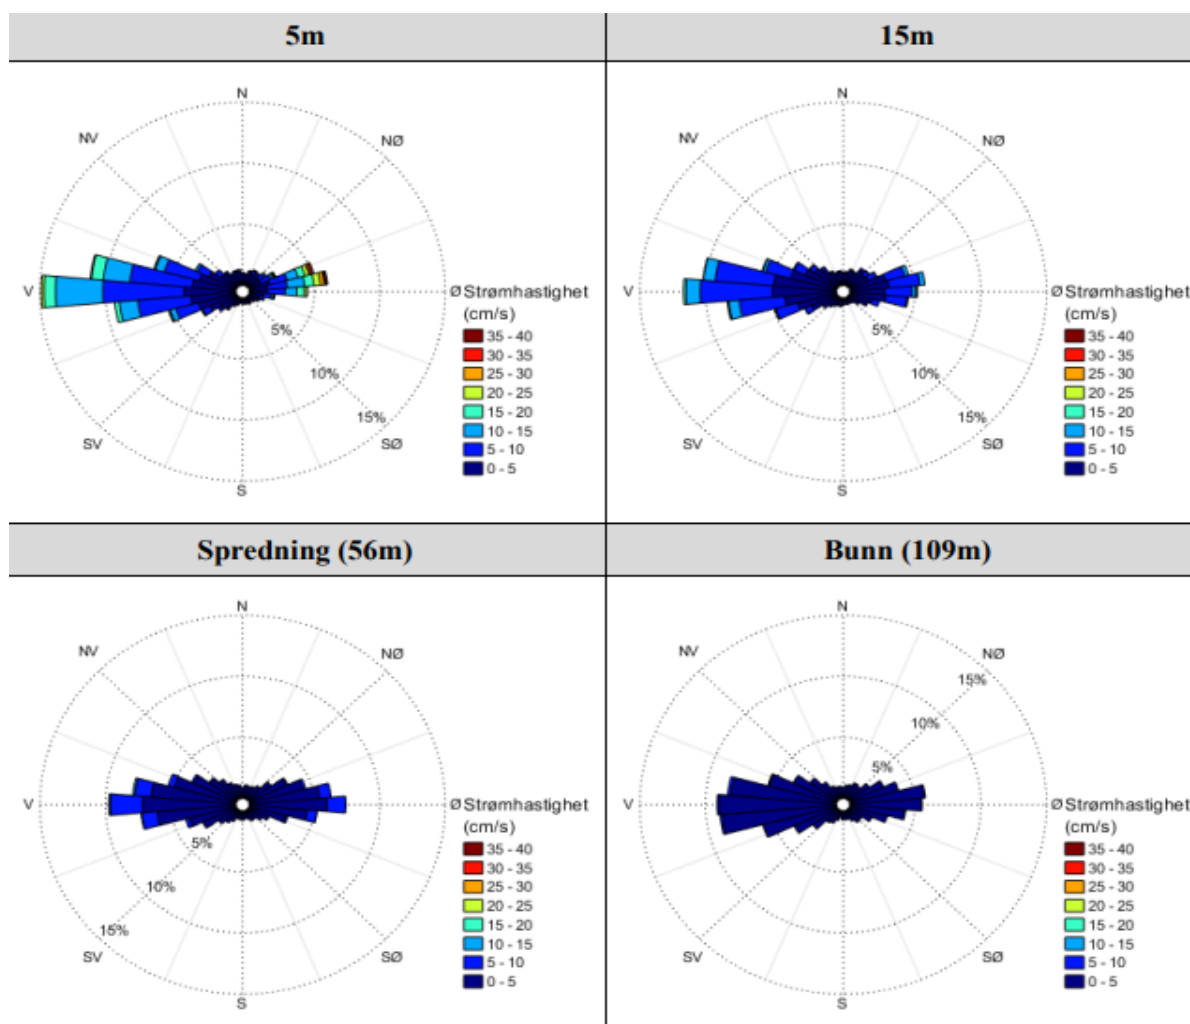 5m
15m
N
NV
NØ
V
Ø
5%
10%
15%
SV
SØ
S
Strømhastighet
(cm/s)
35 - 40
30 - 35
25 - 30
20 - 25
15 - 20
10 - 15
5 - 10
0 - 5
N
NV
NØ
V
Ø
5%
10%
15%
SV
SØ
S
Strømhastighet
(cm/s)
35 - 40
30 - 35
25 - 30
20 - 25
15 - 20
10 - 15
5 - 10
0 - 5
Spredning (56m)
Bunn (109m)
N
NV
NØ
V
Ø
5%
10%
15%
SV
SØ
S
Strømhastighet
(cm/s)
35 - 40
30 - 35
25 - 30
20 - 25
15 - 20
10 - 15
5 - 10
0 - 5
N
NV
NØ
15%
10%
5%
V
Ø
SV
SØ
S
Strømhastighet
(cm/s)
35 - 40
30 - 35
25 - 30
20 - 25
15 - 20
10 - 15
5 - 10
0 - 5